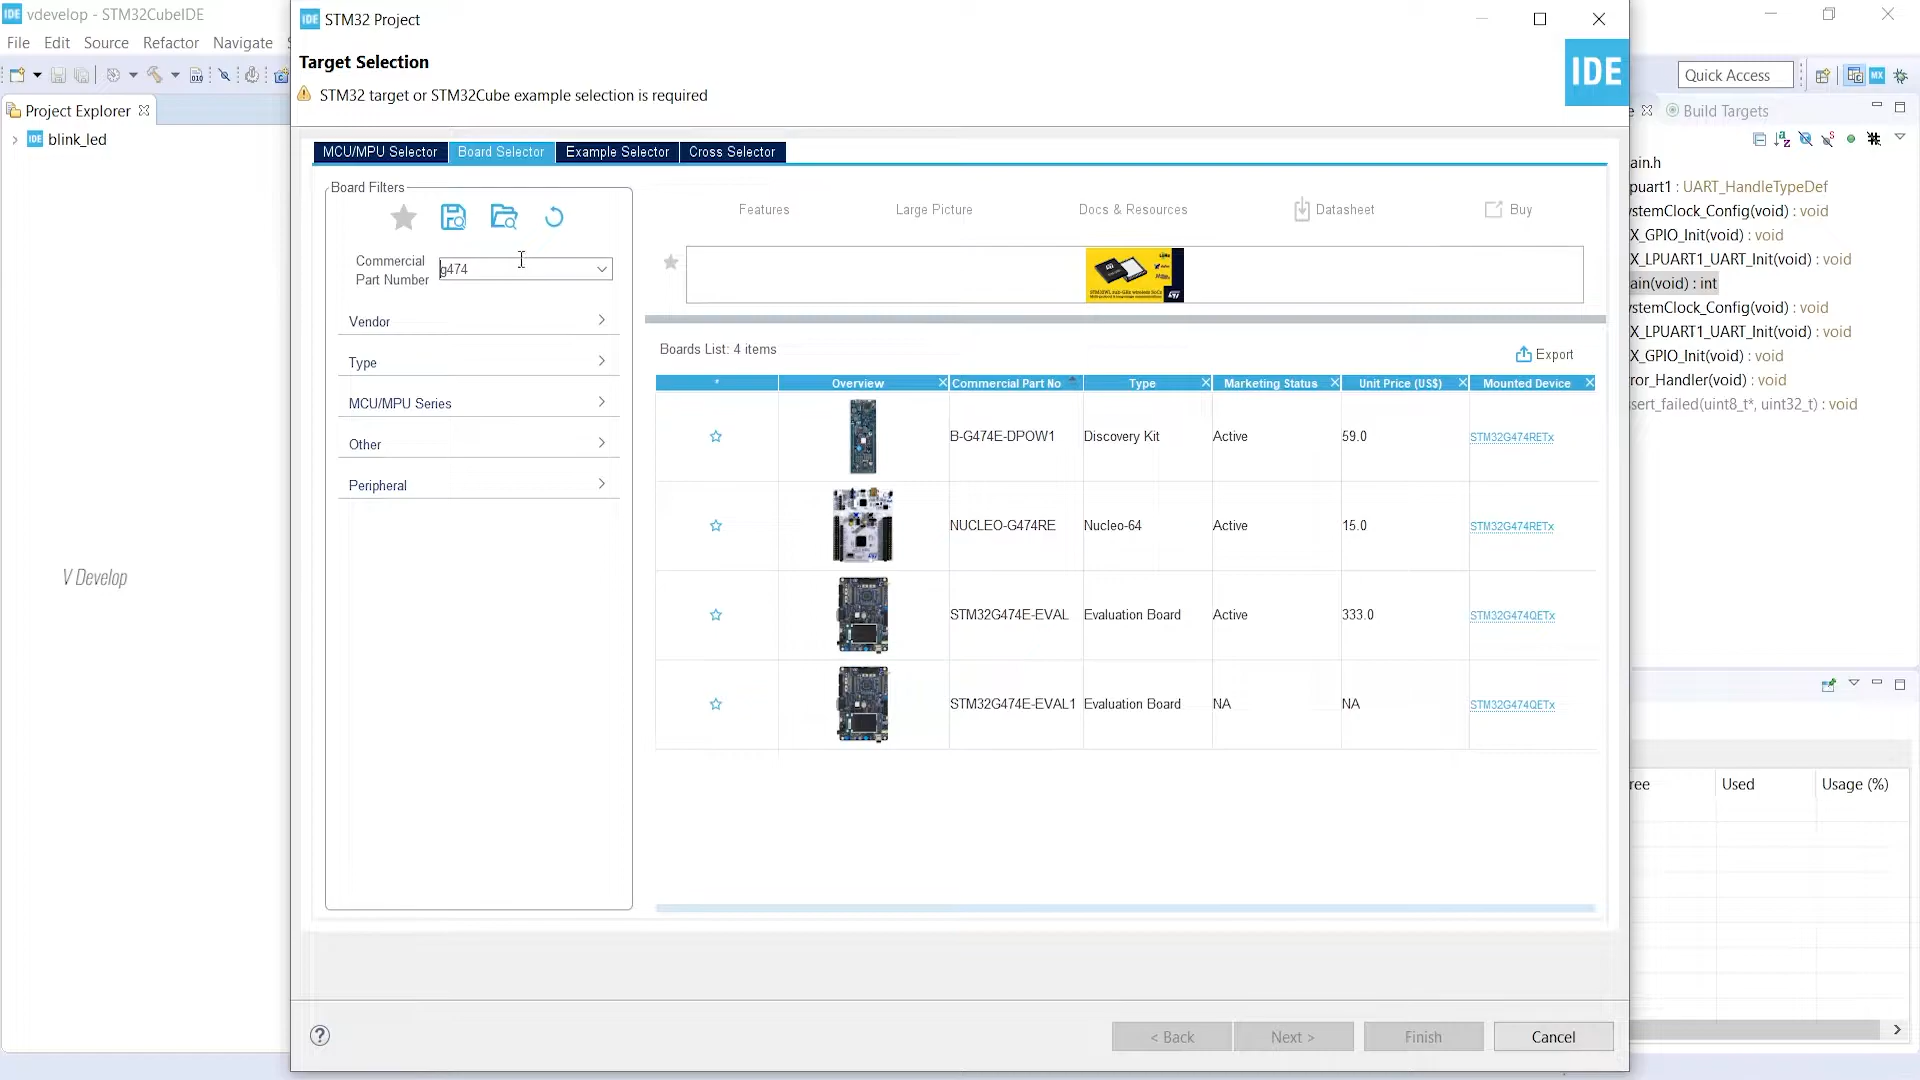 IDE vdevelop - STM32CubeIDE
File Edit Source Refactor Navigate
Quick Access
MX
Project Explorer
IDE blink_led
V Develop
IDE STM32 Project
Target Selection
STM32 target or STM32Cube example selection is required
IDE
MCU/MPU Selector Board Selector Example Selector Cross Selector
Board Filters
Commercial
Part Number
g474
Vendor
Type
MCU/MPU Series
Other
Peripheral
Features Large Picture Docs & Resources Datasheet Buy
Boards List: 4 items
Export
* Overview Commercial Part No Type Marketing Status Unit Price (US$) Mounted Device
B-G474E-DPOW1 Discovery Kit Active 59.0 STM32G474RETx
NUCLEO-G474RE Nucleo-64 Active 15.0 STM32G474RETx
STM32G474E-EVAL Evaluation Board Active 333.0 STM32G474QETx
STM32G474E-EVAL1 Evaluation Board NA NA STM32G474QETx
< Back Next > Finish Cancel
Build Targets
ain.h
puart1 : UART_HandleTypeDef
ystemClock_Config(void) : void
X_GPIO_Init(void) : void
X_LPUART1_UART_Init(void) : void
ain(void) : int
ystemClock_Config(void) : void
X_LPUART1_UART_Init(void) : void
X_GPIO_Init(void) : void
ror_Handler(void) : void
ssert_failed(uint8_t*, uint32_t) : void
ree Used Usage (%)